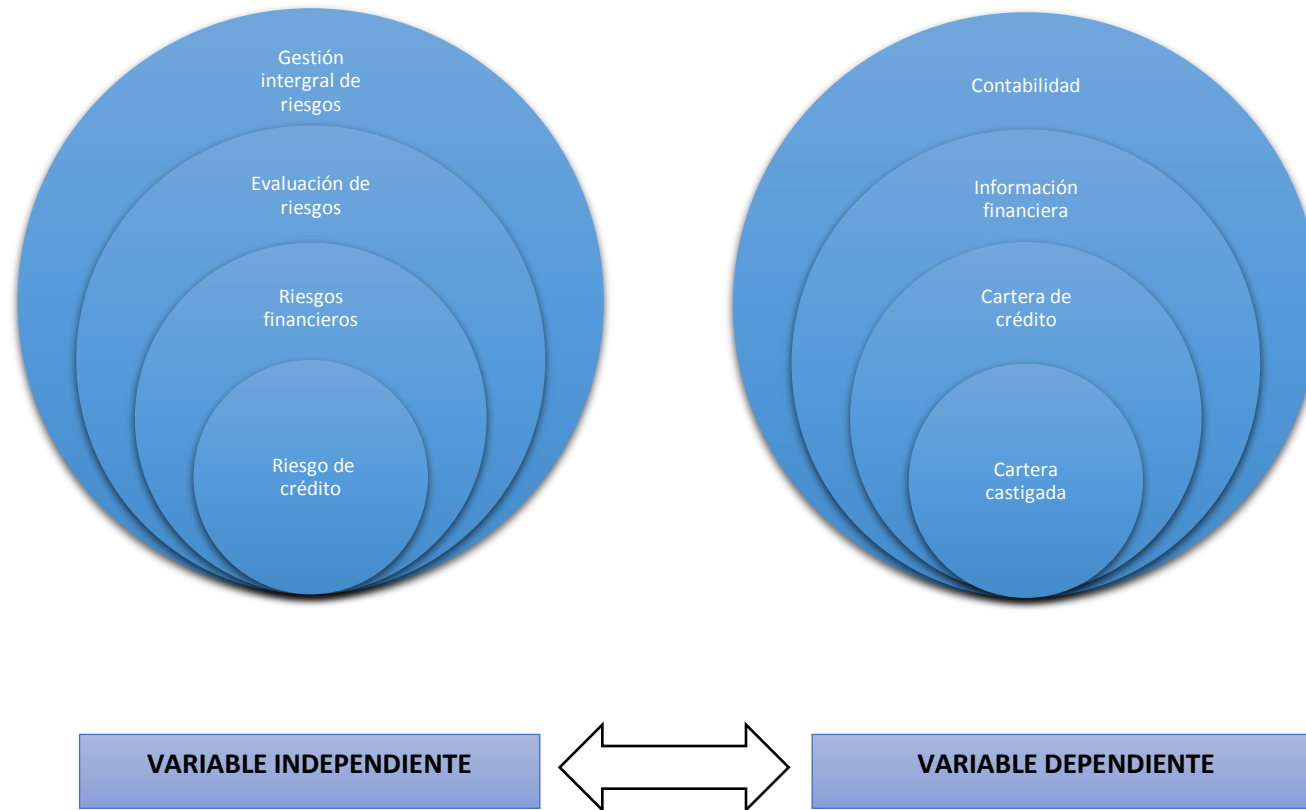 Gestión
intergral de
riesgos
Evaluación de
riesgos
Riesgos
financieros
Riesgo de
crédito
Contabilidad
Información
financiera
Cartera de
crédito
Cartera
castigada
VARIABLE INDEPENDIENTE
VARIABLE DEPENDIENTE